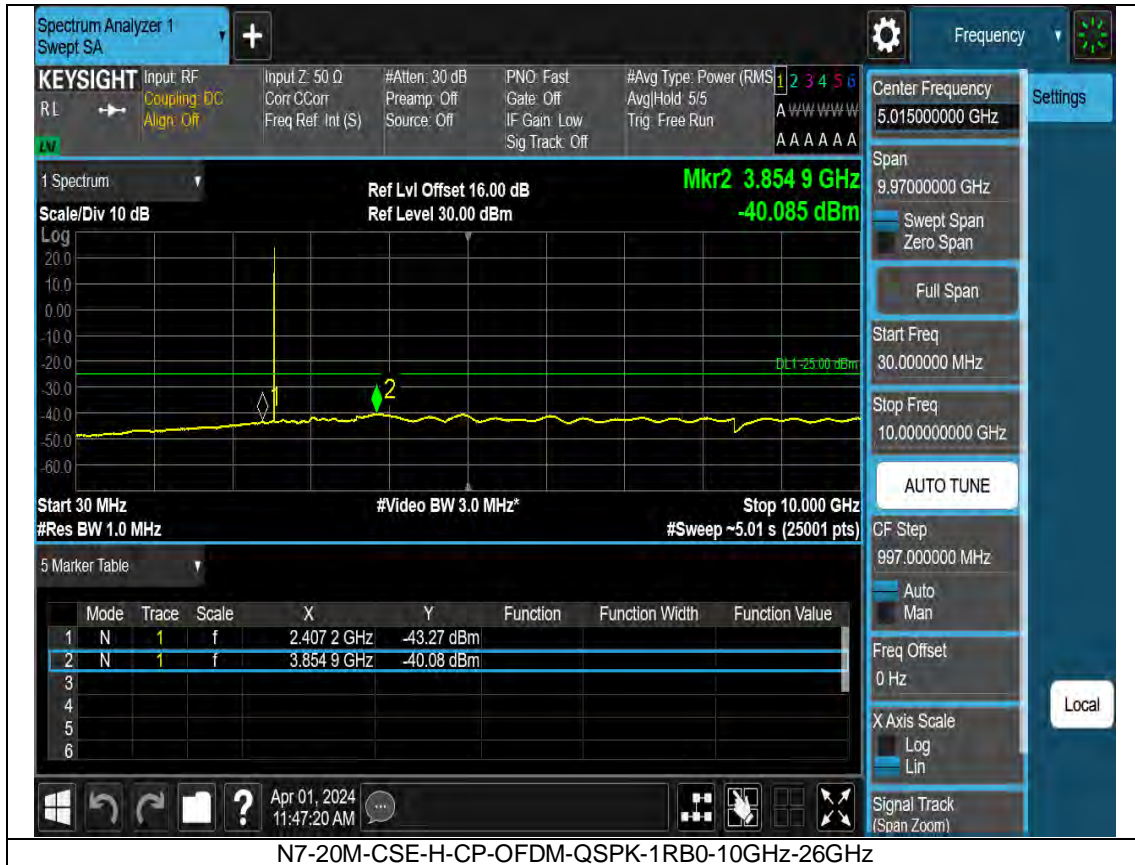 Spectrum Analyzer 1
Swept SA
Frequency
KEYSIGHT
RL
LXI
Input: RF
Coupling: DC
Align: Off
Input Z: 50 Ω
Corr CCorr
Freq Ref: Int (S)
#Atten: 30 dB
Preamp: Off
Source: Off
PNO: Fast
Gate: Off
IF Gain: Low
Sig Track: Off
#Avg Type: Power (RMS
Avg|Hold: 5/5
Trig: Free Run
1 2 3 4 5 6
A W W W W W
A A A A A A
1 Spectrum
Scale/Div 10 dB
Log
Ref Lvl Offset 16.00 dB
Ref Level 30.00 dBm
Mkr2 3.854 9 GHz
-40.085 dBm
20.0
10.0
0.00
-10.0
-20.0
-30.0
-40.0
-50.0
-60.0
DL1 -25.00 dBm
1
2
Start 30 MHz
#Video BW 3.0 MHz*
Stop 10.000 GHz
#Res BW 1.0 MHz
#Sweep ~5.01 s (25001 pts)
5 Marker Table
Mode Trace Scale X Y Function Function Width Function Value
1 N 1 f 2.407 2 GHz -43.27 dBm
2 N 1 f 3.854 9 GHz -40.08 dBm
3
4
5
6
Apr 01, 2024
11:47:20 AM
Center Frequency
5.015000000 GHz
Settings
Span
9.97000000 GHz
Swept Span
Zero Span
Full Span
Start Freq
30.000000 MHz
Stop Freq
10.000000000 GHz
AUTO TUNE
CF Step
997.000000 MHz
Auto
Man
Freq Offset
0 Hz
X Axis Scale
Log
Lin
Local
Signal Track
(Span Zoom)
N7-20M-CSE-H-CP-OFDM-QSPK-1RB0-10GHz-26GHz